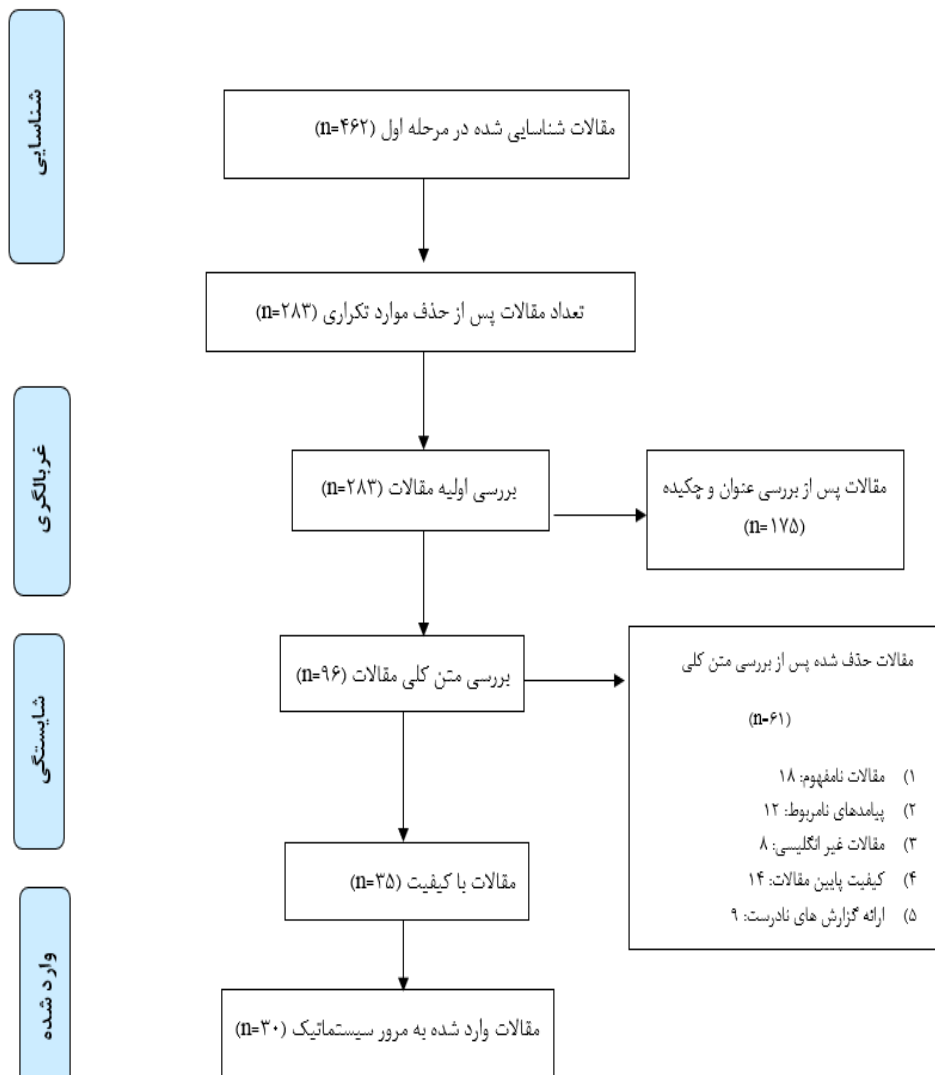 شناسایی
مقالات شناسایی شده در مرحله اول (n=۴۶۲)
تعداد مقالات پس از حذف موارد تکراری (n=۲۸۳)
غربالگری
بررسی اولیه مقالات (n=۲۸۳)
مقالات پس از بررسی عنوان و چکیده
(n=۱۷۵)
شایستگی
بررسی متن کلی مقالات (n=۹۶)
مقالات حذف شده پس از بررسی متن کلی
(n=۶۱)
۱) مقالات نامفهوم: ۱۸
۲) پیامدهای نامربوط: ۱۲
۳) مقالات غیر انگلیسی: ۸
۴) کیفیت پایین مقالات: ۱۴
۵) ارائه گزارش های نادرست: ۹
مقالات با کیفیت (n=۳۵)
وارد شده
مقالات وارد شده به مرور سیستماتیک (n=۳۰)